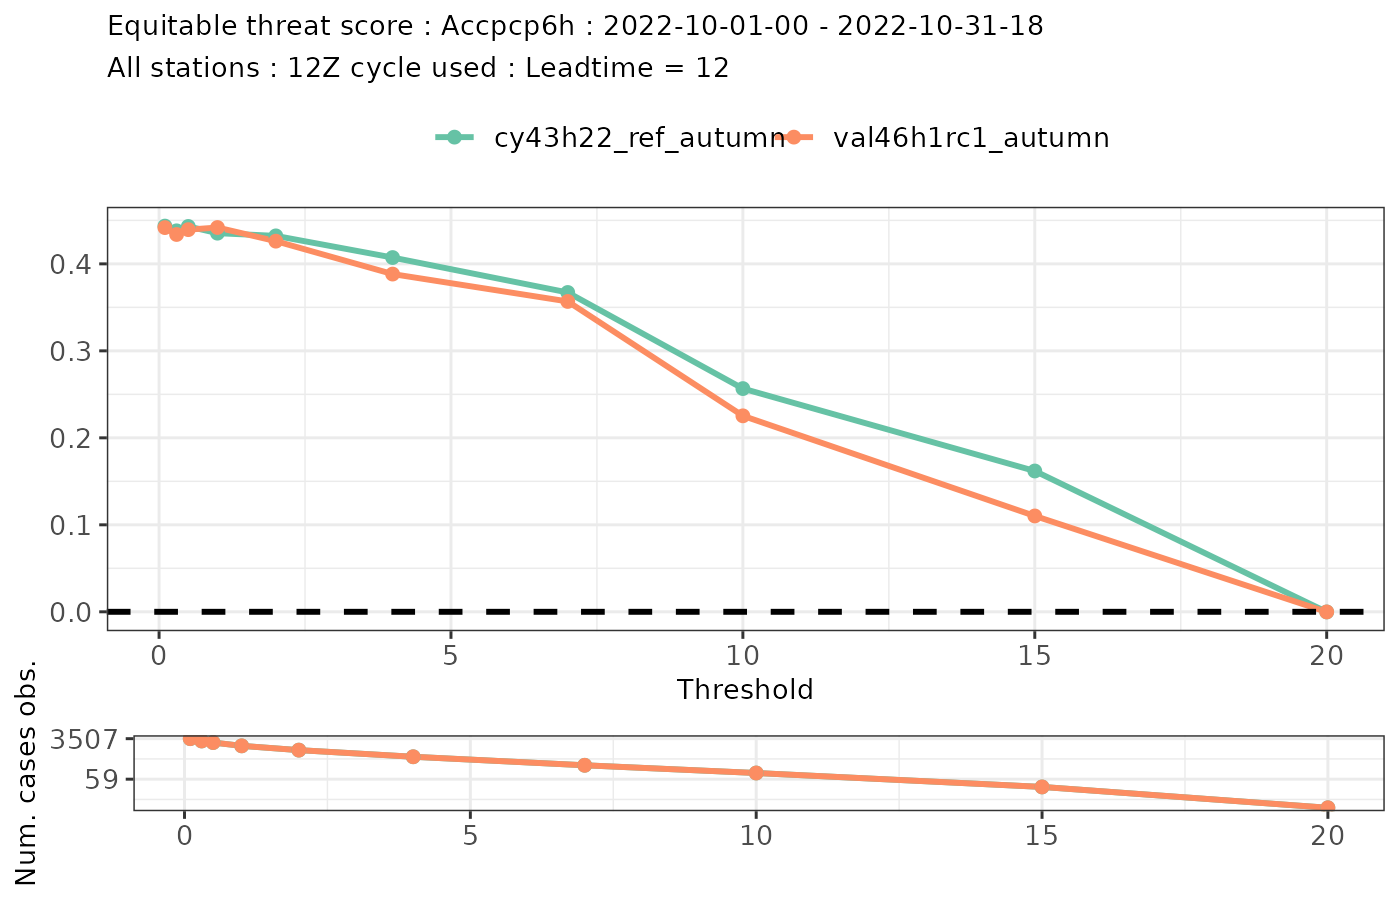 Equitable threat score : Accpcp6h : 2022-10-01-00 - 2022-10-31-18
All stations : 12Z cycle used : Leadtime = 12
cy43h22_ref_autumn val46h1rc1_autumn
0.4
0.3
0.2
0.1
0.0
0 5 10 15 20
Threshold
Num. cases obs.
3507
59
0 5 10 15 20